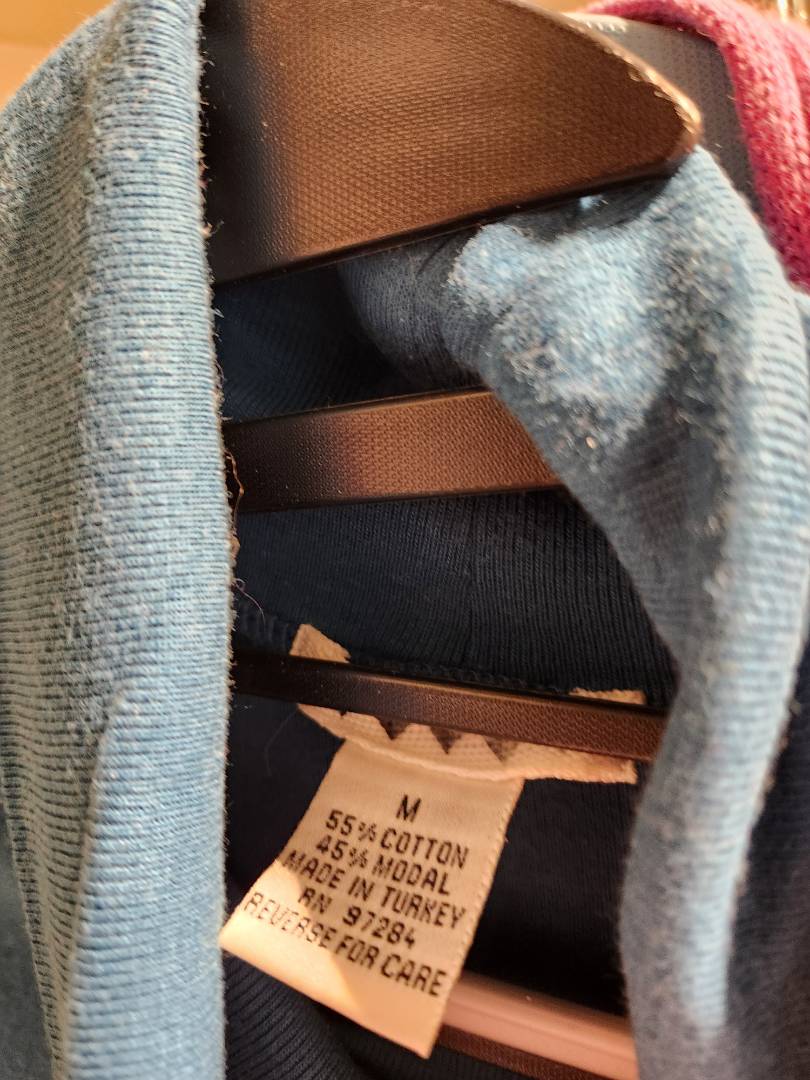 M
55% COTTON
45% MODAL
MADE IN TURKEY
RN 97284
REVERSE FOR CARE